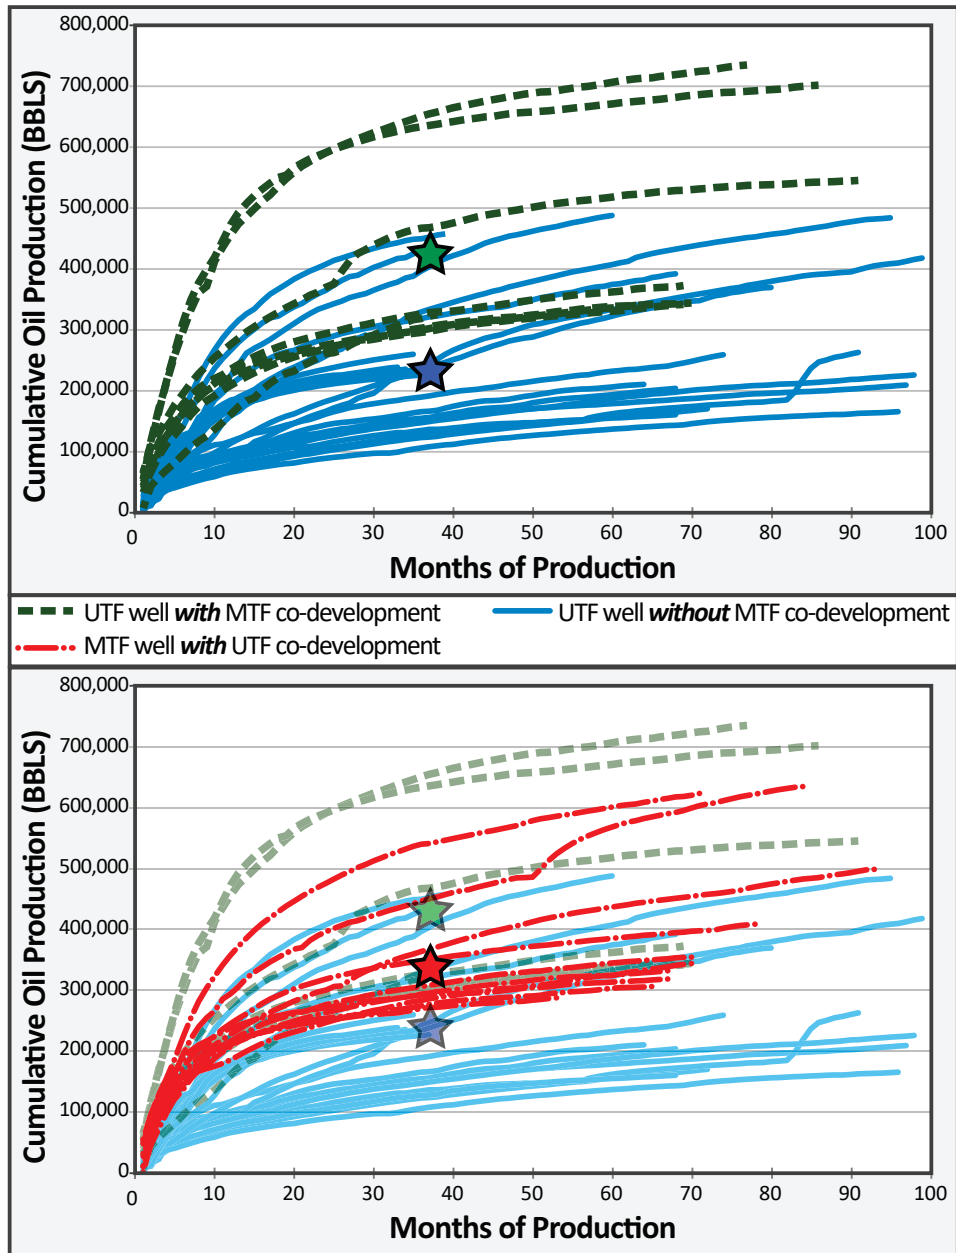 Cumulative Oil Production (BBLS)
800,000
700,000
600,000
500,000
400,000
300,000
200,000
100,000
0
0 10 20 30 40 50 60 70 80 90 100
Months of Production
UTF well with MTF co-development
UTF well without MTF co-development
MTF well with UTF co-development
Cumulative Oil Production (BBLS)
800,000
700,000
600,000
500,000
400,000
300,000
200,000
100,000
0
0 10 20 30 40 50 60 70 80 90 100
Months of Production